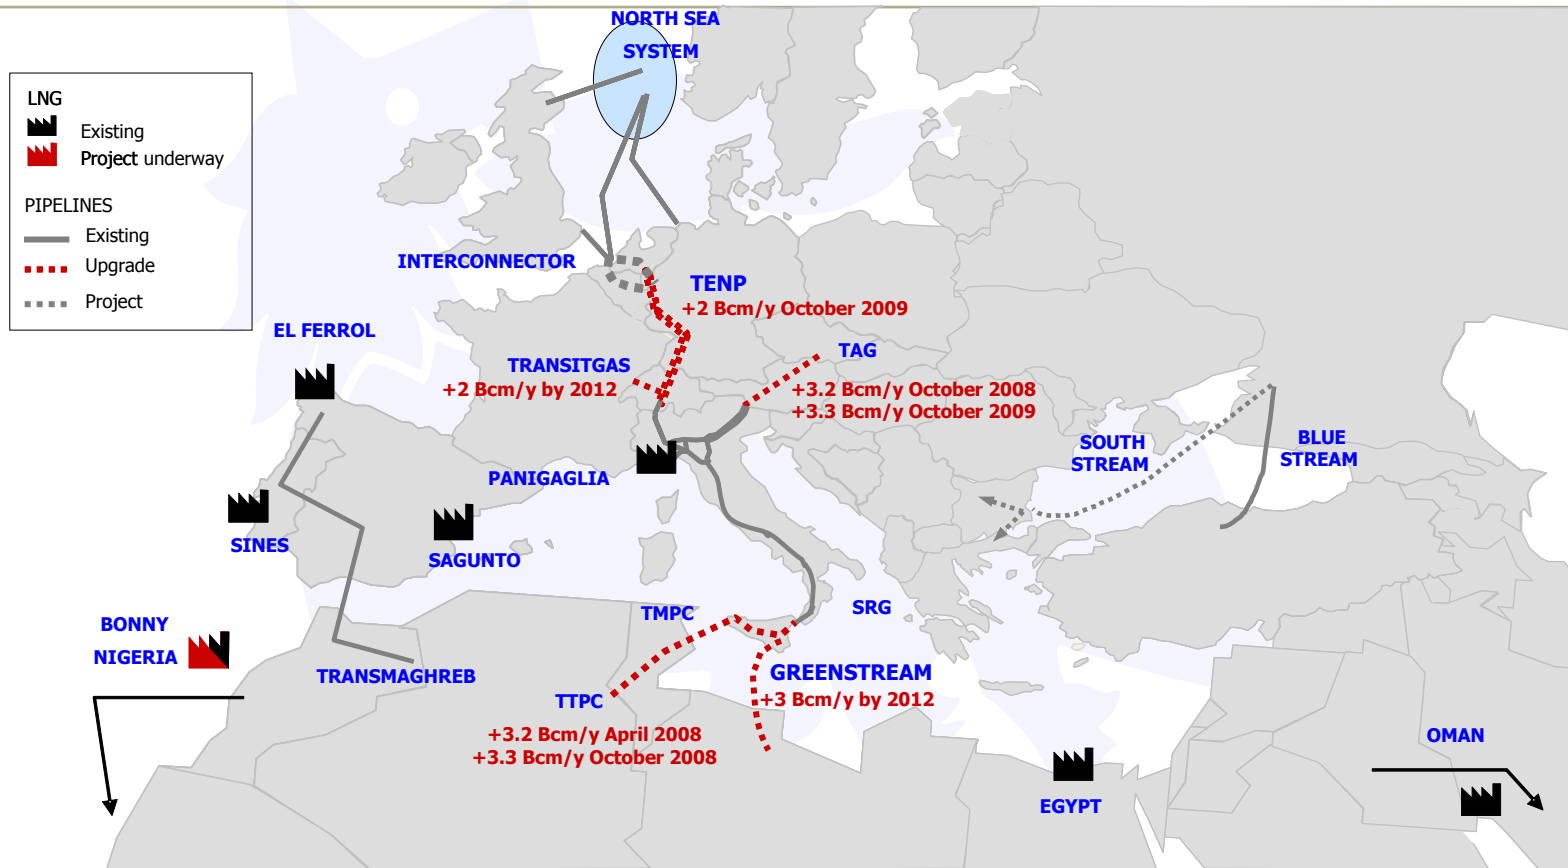 NORTH SEA
SYSTEM
LNG
Existing
Project underway
PIPELINES
Existing
Upgrade
Project
INTERCONNECTOR
TENP
+2 Bcm/y October 2009
EL FERROL
TRANSITGAS
+2 Bcm/y by 2012
TAG
+3.2 Bcm/y October 2008
+3.3 Bcm/y October 2009
SOUTH
STREAM
BLUE
STREAM
PANIGAGLIA
SINES
SAGUNTO
BONNY
NIGERIA
TRANSMAGHREB
TMPC
SRG
GREENSTREAM
+3 Bcm/y by 2012
TTPC
+3.2 Bcm/y April 2008
+3.3 Bcm/y October 2008
EGYPT
OMAN